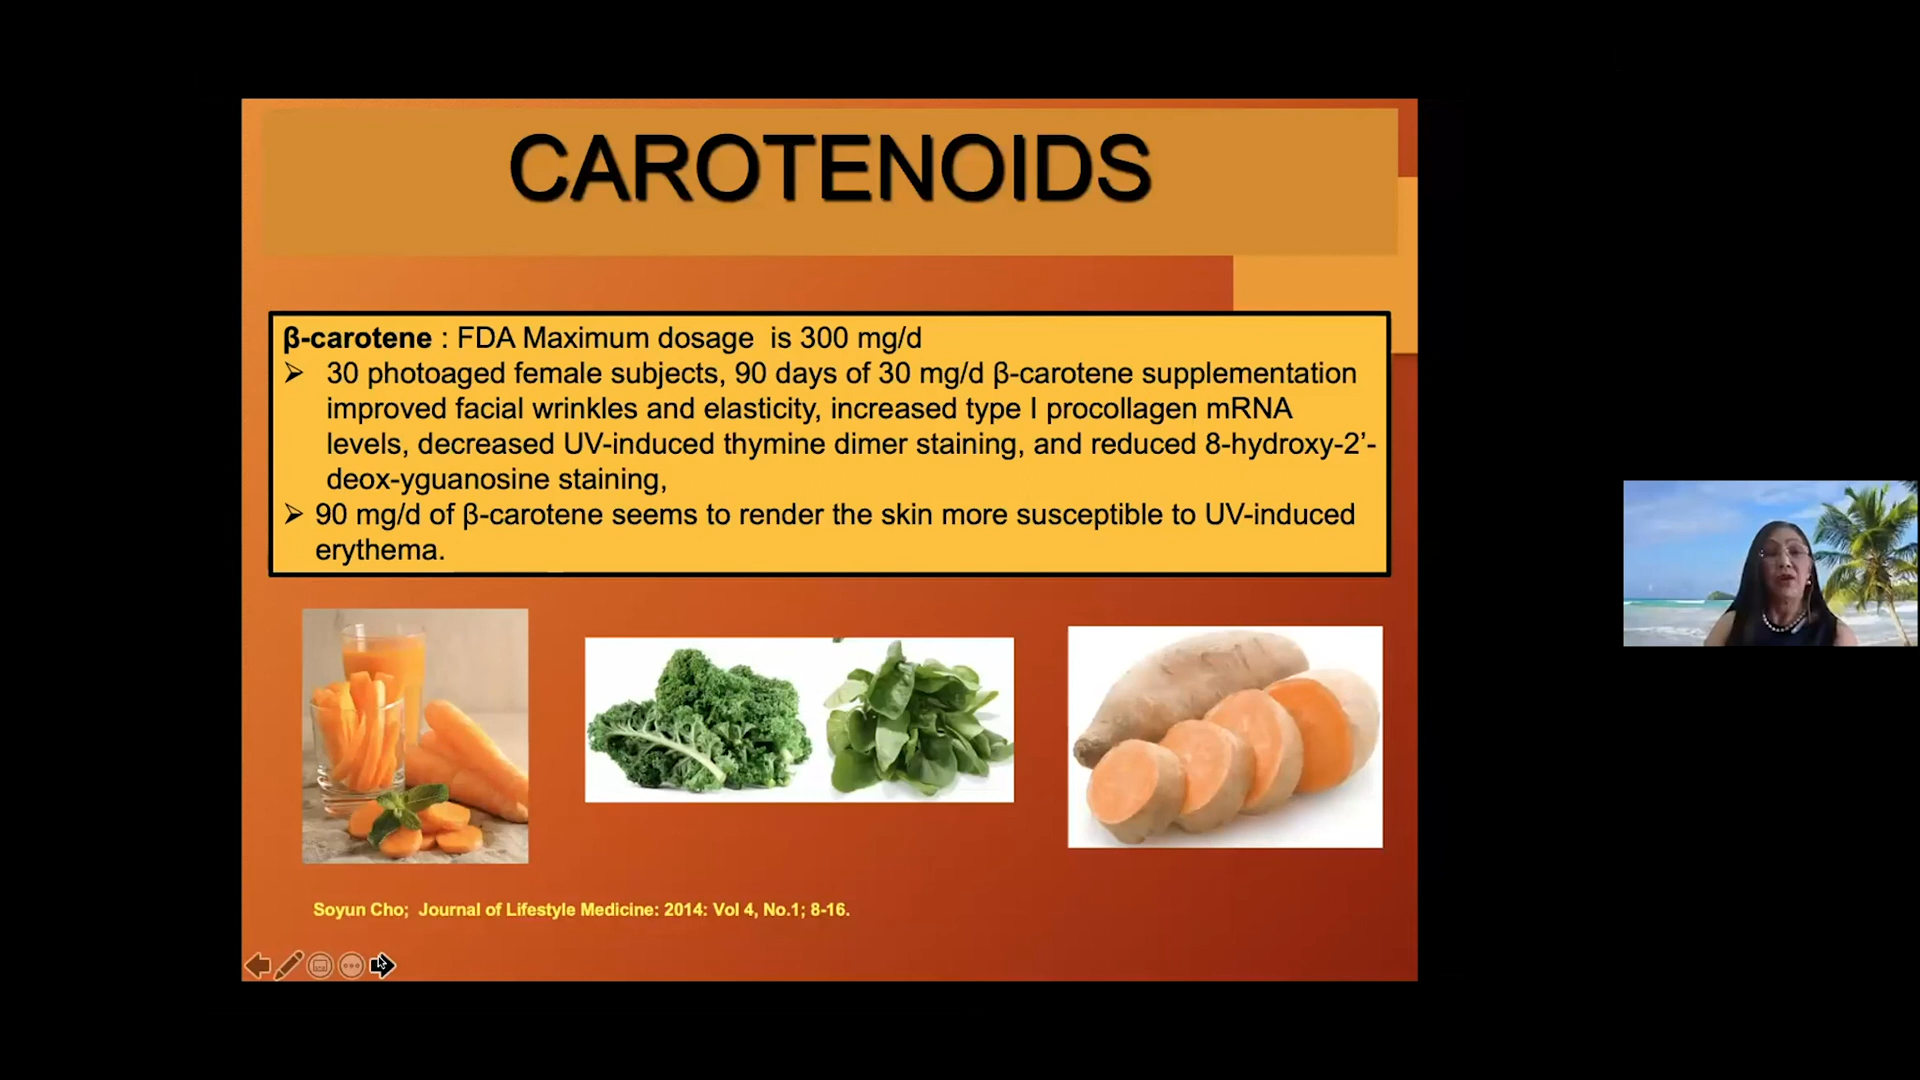 CAROTENOIDS
β-carotene : FDA Maximum dosage is 300 mg/d
➢ 30 photoaged female subjects, 90 days of 30 mg/d β-carotene supplementation
improved facial wrinkles and elasticity, increased type I procollagen mRNA
levels, decreased UV-induced thymine dimer staining, and reduced 8-hydroxy-2’-
deox-yguanosine staining,
➢ 90 mg/d of β-carotene seems to render the skin more susceptible to UV-induced
erythema.
Soyun Cho; Journal of Lifestyle Medicine: 2014: Vol 4, No.1; 8-16.